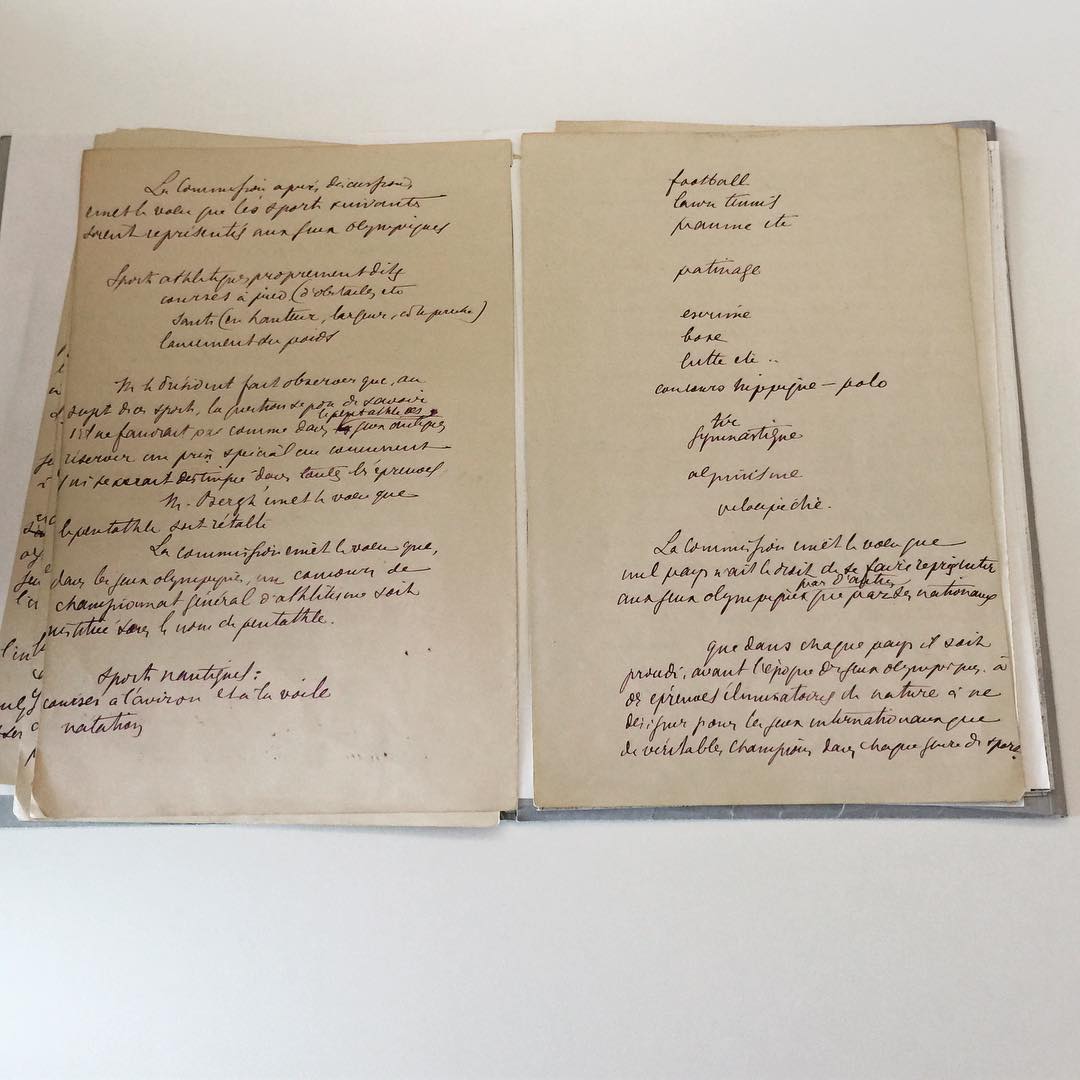 La Commission après discussion,
émet le vœu que les sports suivants
soient représentés aux Jeux olympiques
Sports athlétiques proprement dits
courses à pied (d'obstacles, etc
Sauts (en hauteur, largeur, à la perche)
lancement du poids
M. le Président fait observer que, au
sujet des sports, la question se pose de savoir
le pentathle des
s'il ne faudrait pas comme dans jeux antiques
réserver un prix spécial au concurrent
qui se serait distingué dans toutes les épreuves
M. Bergh émet le vœu que
le pentathle soit rétabli
La commission émet le vœu que,
dans les jeux olympiques, un concours de
championnat général d'athlétisme soit
institué sous le nom de pentathle.
Sports nautiques :
courses à l'aviron et à la voile
natation
football
lawn tennis
paume etc
patinage
escrime
boxe
lutte etc ..
concours hippique – polo
tir
gymnastique
alpinisme
vélocipédie.
La Commission émet le vœu que
nul pays n'ait le droit de se faire représenter
par d'autres
aux jeux olympiques que par ses nationaux
que dans chaque pays il soit
procédé, avant l'époque des jeux olympiques, à
des épreuves éliminatoires de nature à ne
désigner pour les jeux internationaux que
de véritables champions dans chaque genre de sport.